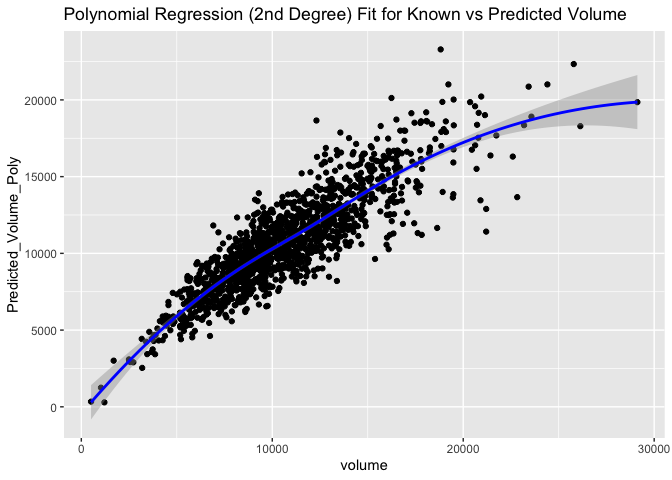 Polynomial Regression (2nd Degree) Fit for Known vs Predicted Volume
Predicted_Volume_Poly
20000
15000
10000
5000
0
0 10000 20000 30000
volume